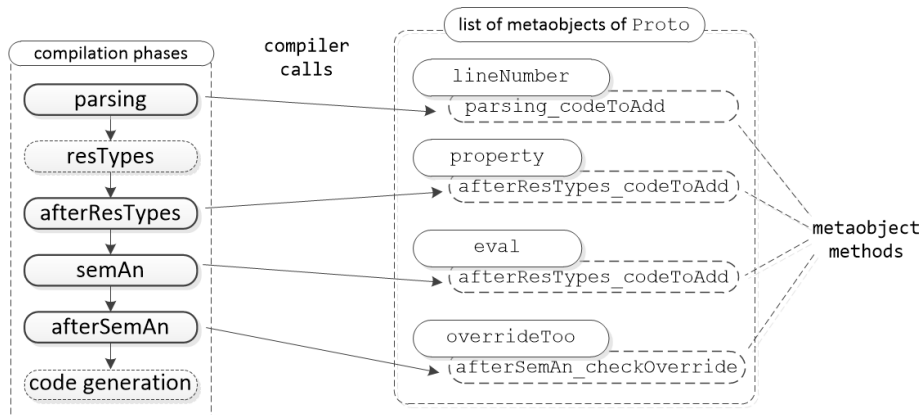 compilation phases
parsing
resTypes
afterResTypes
semAn
afterSemAn
code generation
compiler
calls
list of metaobjects of Proto
lineNumber
parsing_codeToAdd
property
afterResTypes_codeToAdd
eval
afterResTypes_codeToAdd
overrideToo
afterSemAn_checkOverride
metaobject
methods